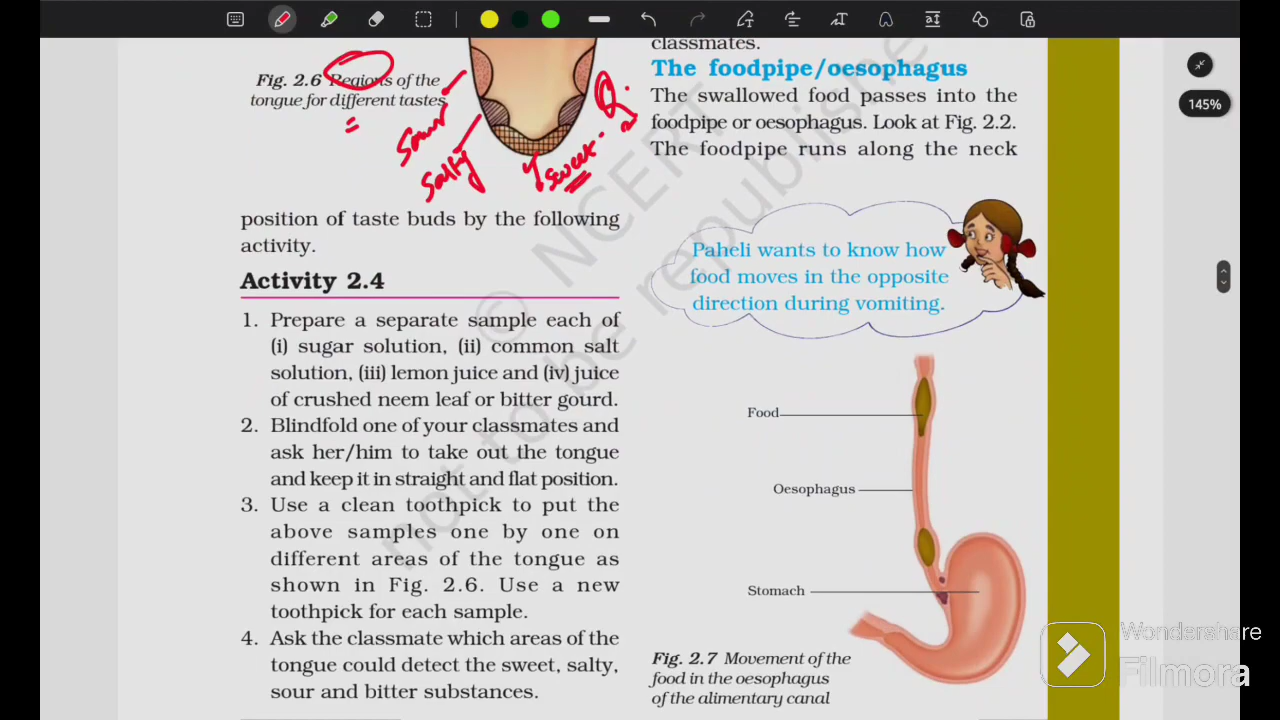 145%
Fig. 2.6 Regions of the
tongue for different tastes
Sour
Salty
Sweet
Q.
position of taste buds by the following
activity.
Activity 2.4
1. Prepare a separate sample each of
(i) sugar solution, (ii) common salt
solution, (iii) lemon juice and (iv) juice
of crushed neem leaf or bitter gourd.
2. Blindfold one of your classmates and
ask her/him to take out the tongue
and keep it in straight and flat position.
3. Use a clean toothpick to put the
above samples one by one on
different areas of the tongue as
shown in Fig. 2.6. Use a new
toothpick for each sample.
4. Ask the classmate which areas of the
tongue could detect the sweet, salty,
sour and bitter substances.
classmates.
The foodpipe/oesophagus
The swallowed food passes into the
foodpipe or oesophagus. Look at Fig. 2.2.
The foodpipe runs along the neck
Paheli wants to know how
food moves in the opposite
direction during vomiting.
Food
Oesophagus
Stomach
Fig. 2.7 Movement of the
food in the oesophagus
of the alimentary canal
© NCERT
not to be republishe
Wondershare
Filmora